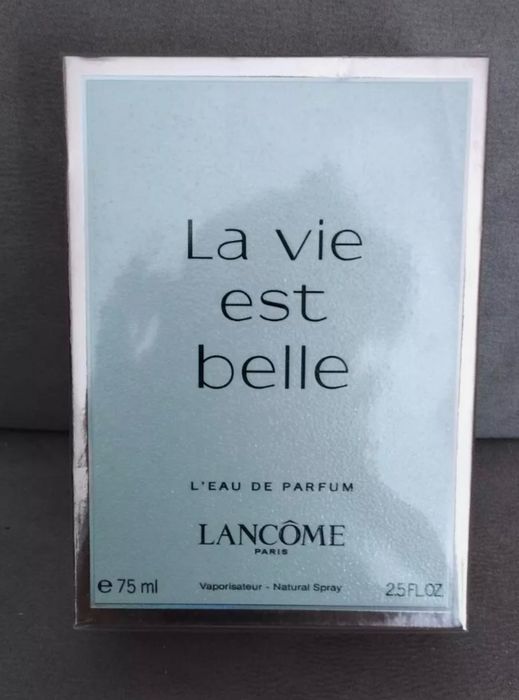 La vie
est
belle
L'EAU DE PARFUM
LANCÔME
PARIS
e 75 ml Vaporisateur - Natural Spray 2.5 FL.OZ.